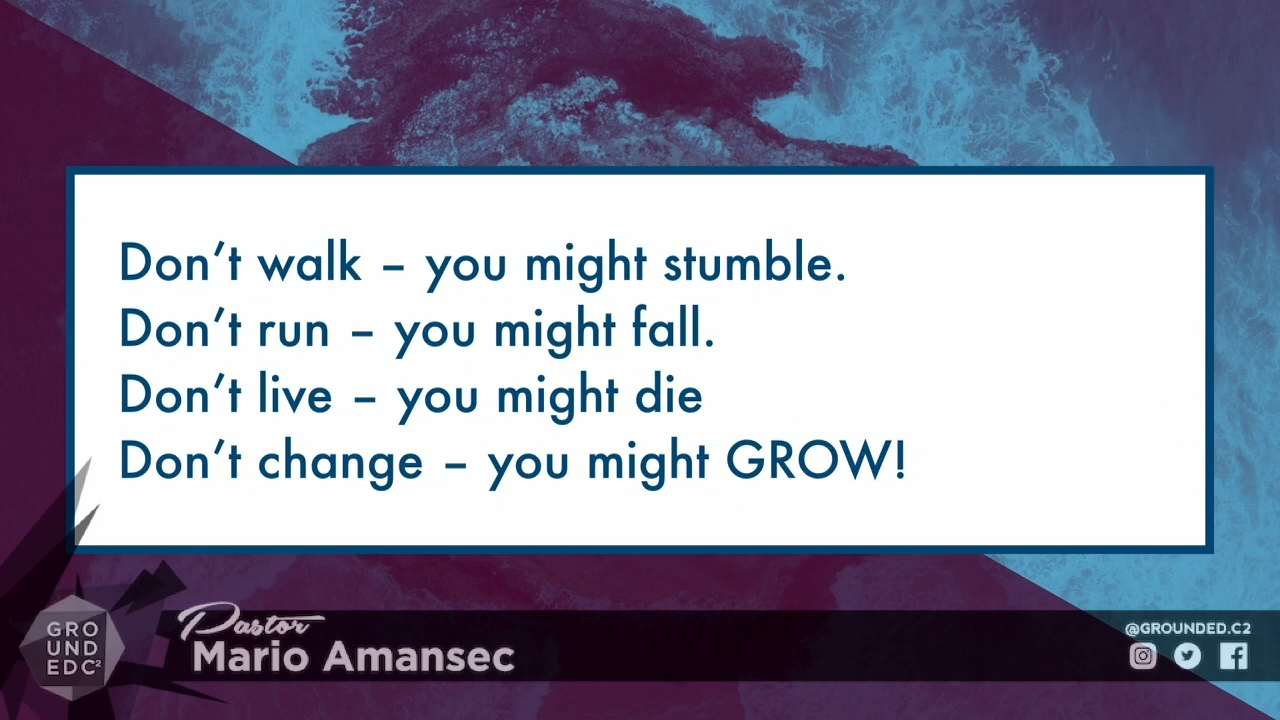 Don’t walk – you might stumble.
Don’t run – you might fall.
Don’t live – you might die
Don’t change – you might GROW!
GRO
UND
EDC²
Pastor
Mario Amansec
@GROUNDED.C2